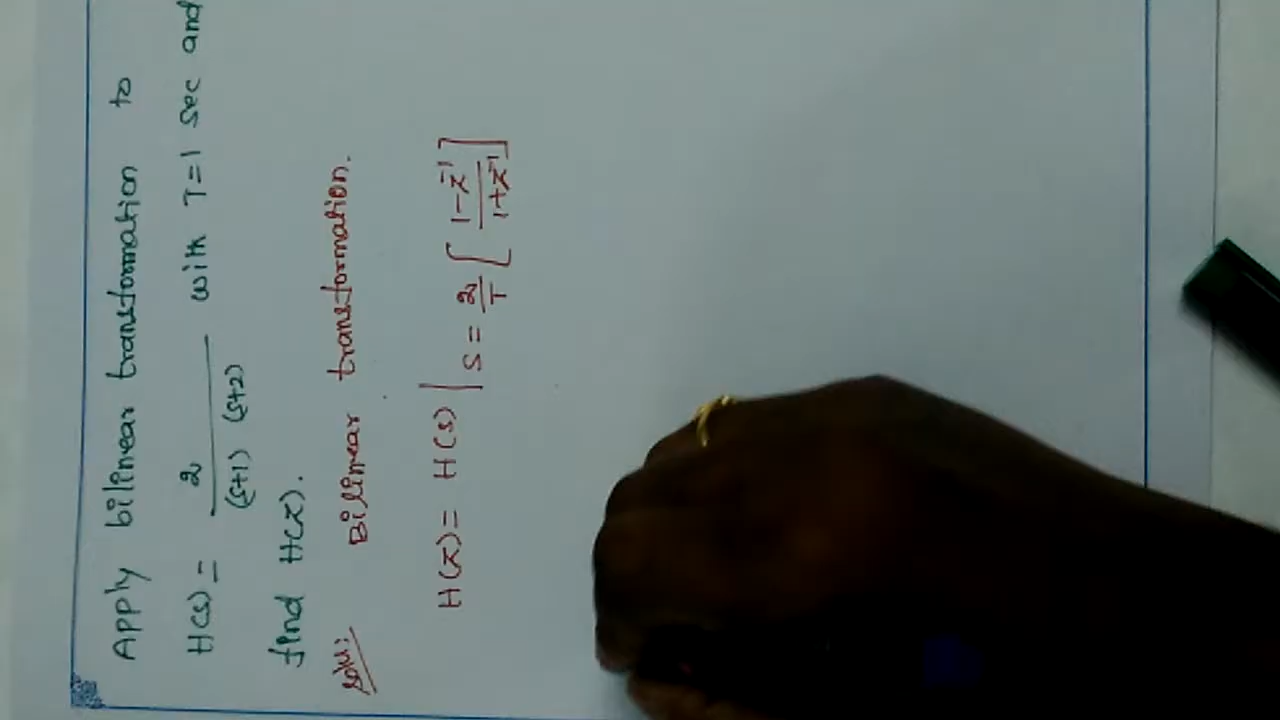 Apply bilinear transformation to
H(s) = 2 / (s+1) (s+2) with T=1 sec and
find H(z).
Soln: Bilinear transformation.
H(z) = H(s) | s = 2/T [ 1-z⁻¹ / 1+z⁻¹ ]